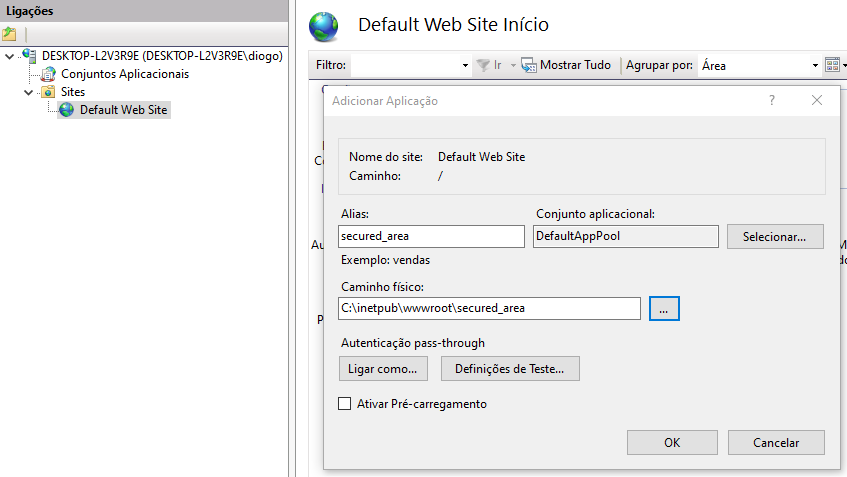 Ligações
DESKTOP-L2V3R9E (DESKTOP-L2V3R9E\diogo)
Conjuntos Aplicacionais
Sites
Default Web Site
Default Web Site Início
Filtro:
Ir
Mostrar Tudo
Agrupar por:
Área
Adicionar Aplicação
?
Nome do site: Default Web Site
Caminho: /
Alias:
Conjunto aplicacional:
secured_area
DefaultAppPool
Selecionar...
Exemplo: vendas
Caminho físico:
C:\inetpub\wwwroot\secured_area
...
Autenticação pass-through
Ligar como...
Definições de Teste...
Ativar Pré-carregamento
OK
Cancelar